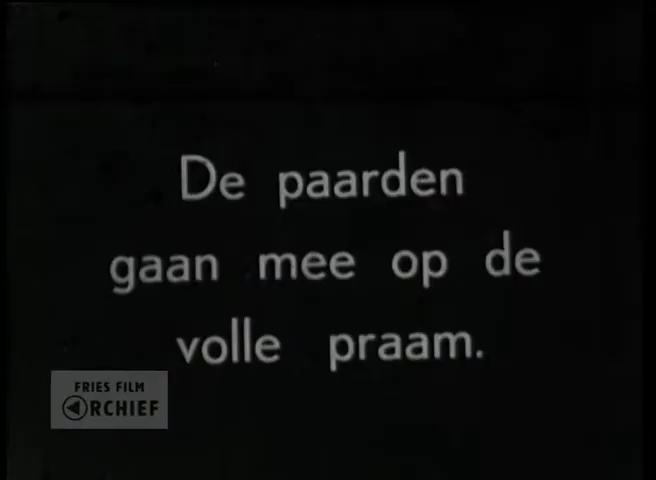 De paarden
gaan mee op de
volle praam.
FRIES FILM
ARCHIEF